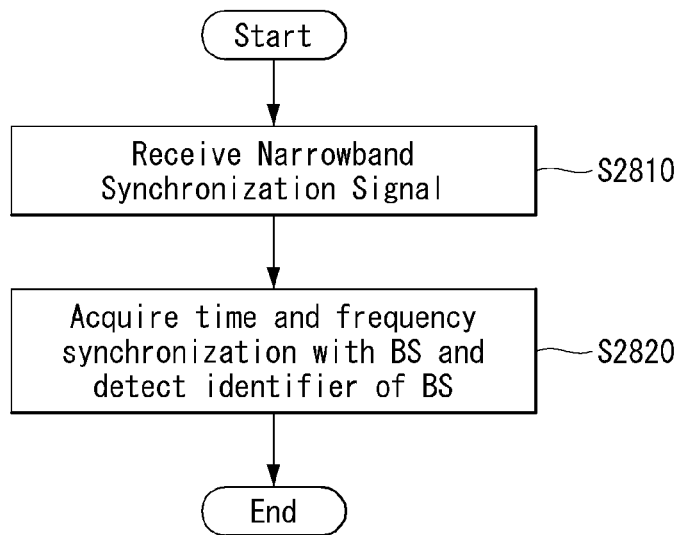 Start
Receive Narrowband
Synchronization Signal
S2810
Acquire time and frequency
synchronization with BS and
detect identifier of BS
S2820
End